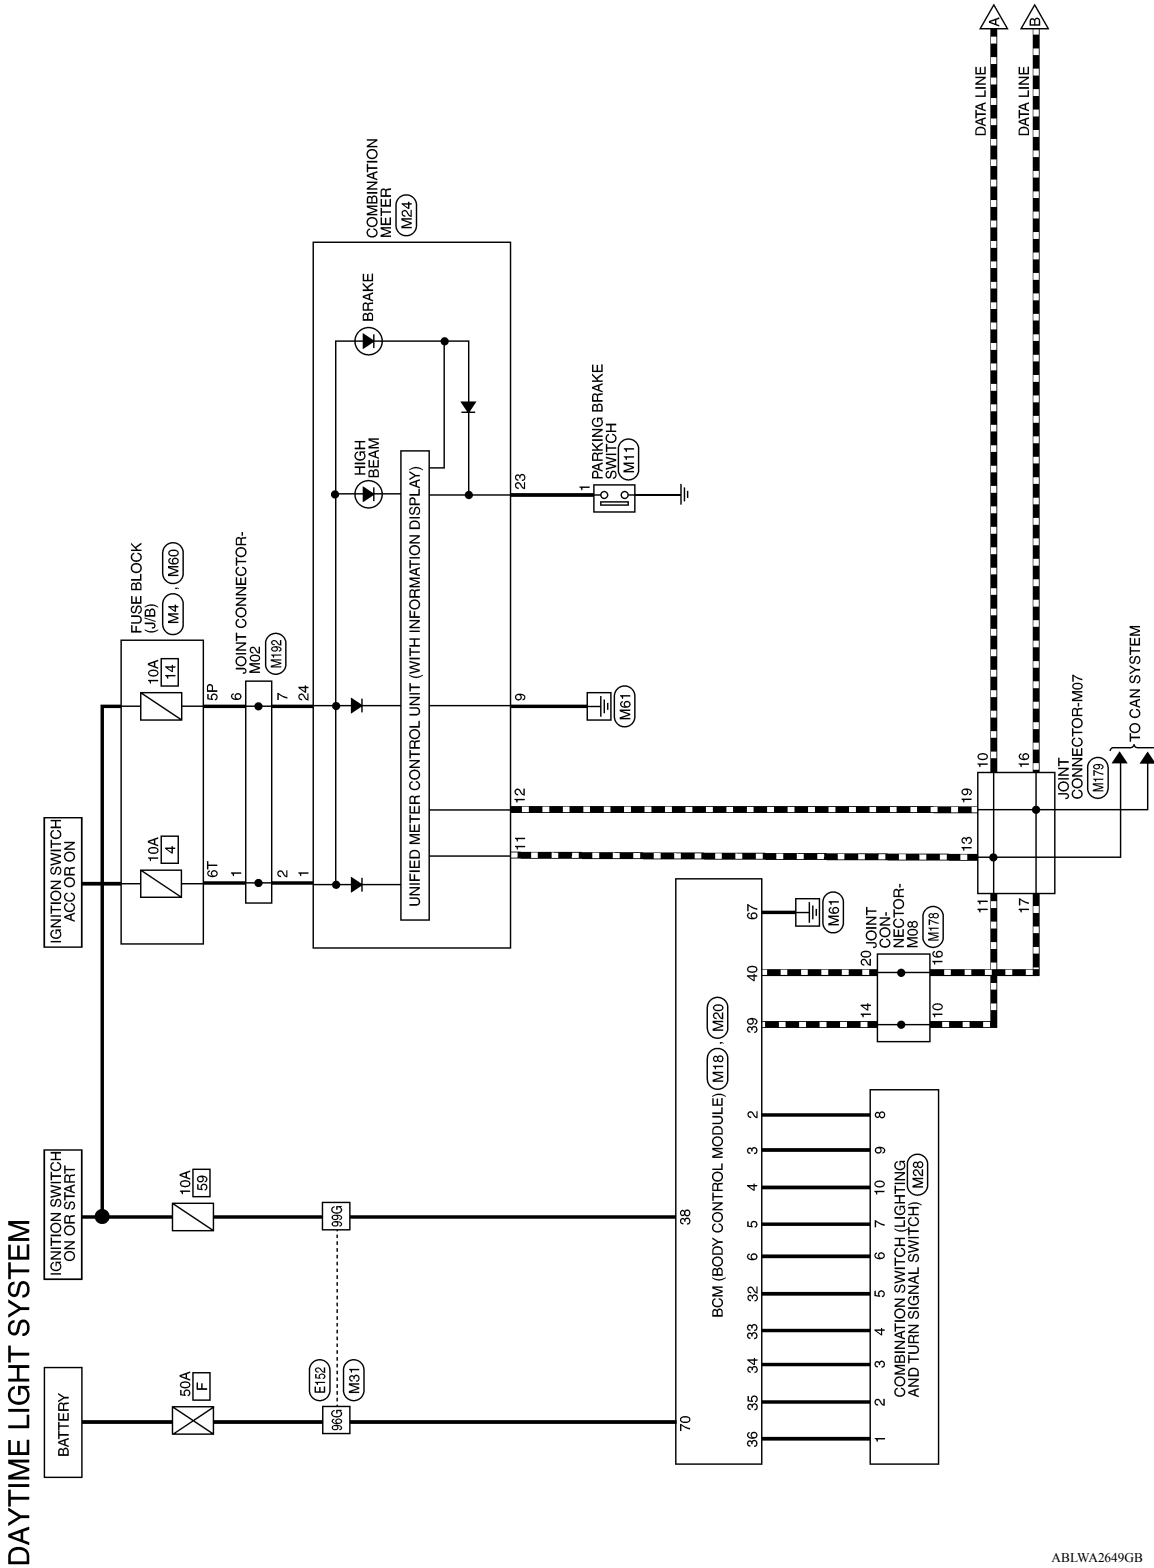 DAYTIME LIGHT SYSTEM
BATTERY
50A
F
E152
96G
M31
70
IGNITION SWITCH
ON OR START
10A
59
99G
38
IGNITION SWITCH
ACC OR ON
10A
4
10A
14
FUSE BLOCK
(J/B)
M4 , M60
6T
5P
1
6
JOINT CONNECTOR-
M02
M192
2
7
1
24
COMBINATION
METER
M24
HIGH
BEAM
BRAKE
UNIFIED METER CONTROL UNIT (WITH INFORMATION DISPLAY)
11
12
9
23
M61
1
PARKING BRAKE
SWITCH
M11
BCM (BODY CONTROL MODULE) M18 , M20
36
35
34
33
32
6
5
4
3
2
39
40
67
M61
1
2
3
4
5
6
7
10
9
8
COMBINATION SWITCH (LIGHTING
AND TURN SIGNAL SWITCH) M28
14
20
JOINT
CON-
NECTOR-
M08
M178
10
16
11
17
13
19
10
16
JOINT
CONNECTOR-M07
M179
TO CAN SYSTEM
DATA LINE
A
DATA LINE
B
ABLWA2649GB